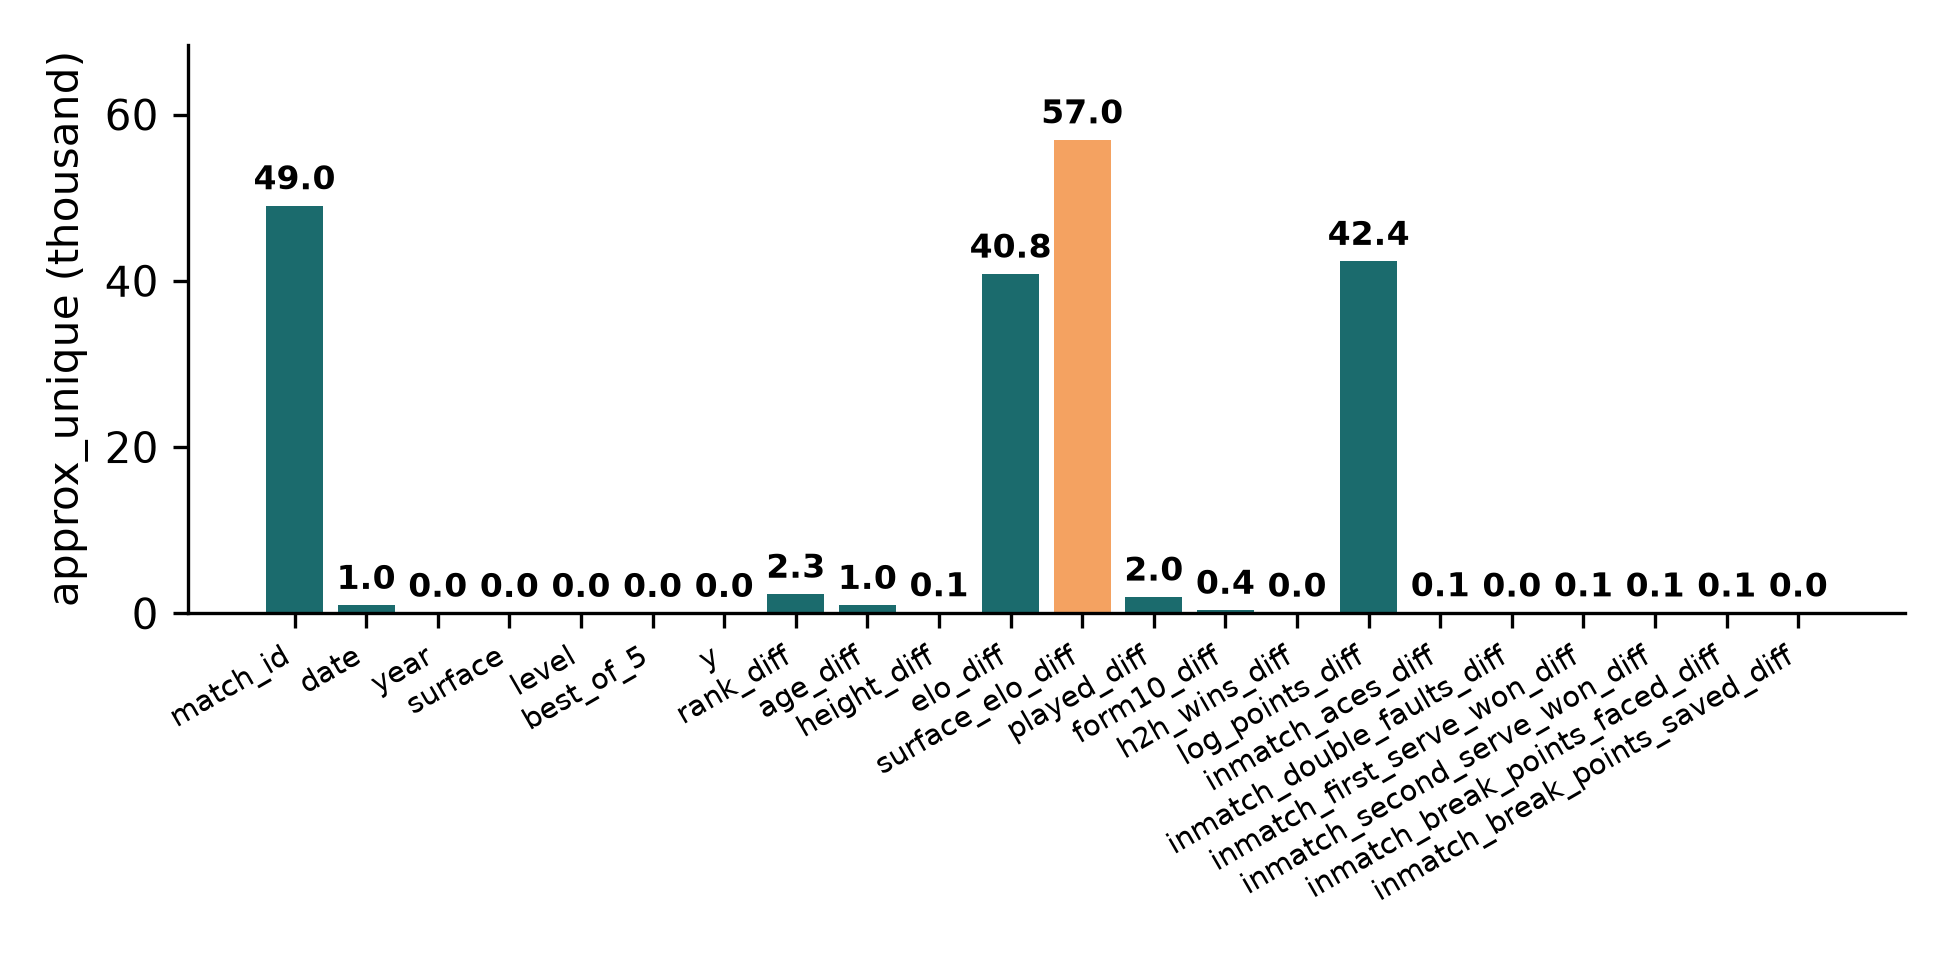 approx_unique (thousand)
60
40
20
0
49.0
1.0
0.0
0.0
0.0
0.0
0.0
2.3
1.0
0.1
40.8
57.0
2.0
0.4
0.0
42.4
0.1
0.0
0.1
0.1
0.1
0.0
match_id
date
year
surface
level
best_of_5
y
rank_diff
age_diff
height_diff
elo_diff
surface_elo_diff
played_diff
form10_diff
h2h_wins_diff
log_points_diff
inmatch_aces_diff
inmatch_double_faults_diff
inmatch_first_serve_won_diff
inmatch_second_serve_won_diff
inmatch_break_points_faced_diff
inmatch_break_points_saved_diff